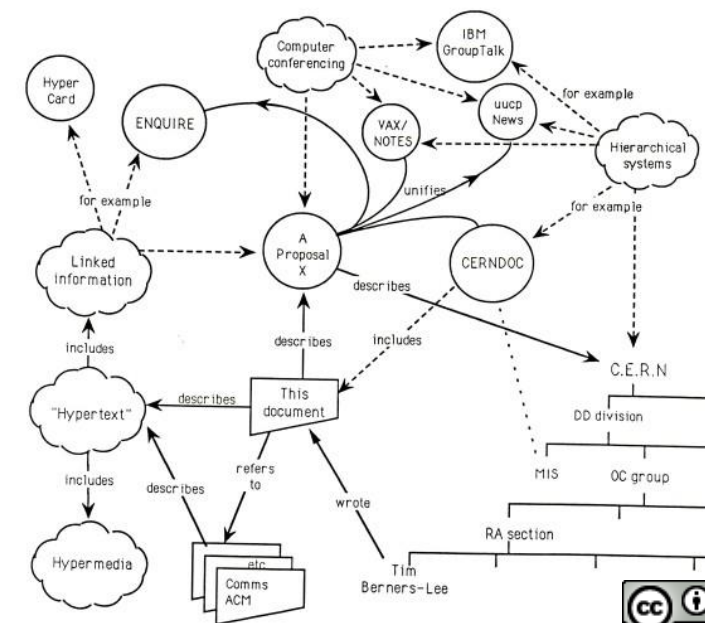 IBM
GroupTalk
Computer
conferencing
Hyper
Card
ENQUIRE
VAX/
NOTES
uucp
News
for example
Hierarchical
systems
unifies
for example
for example
Linked
information
A
Proposal
X
CERNDOC
describes
includes
describes
includes
C.E.R.N
"Hypertext"
describes
This
document
DD division
includes
describes
refers
to
wrote
MIS
OC group
RA section
Hypermedia
etc
Comms
ACM
Tim
Berners-Lee
cc